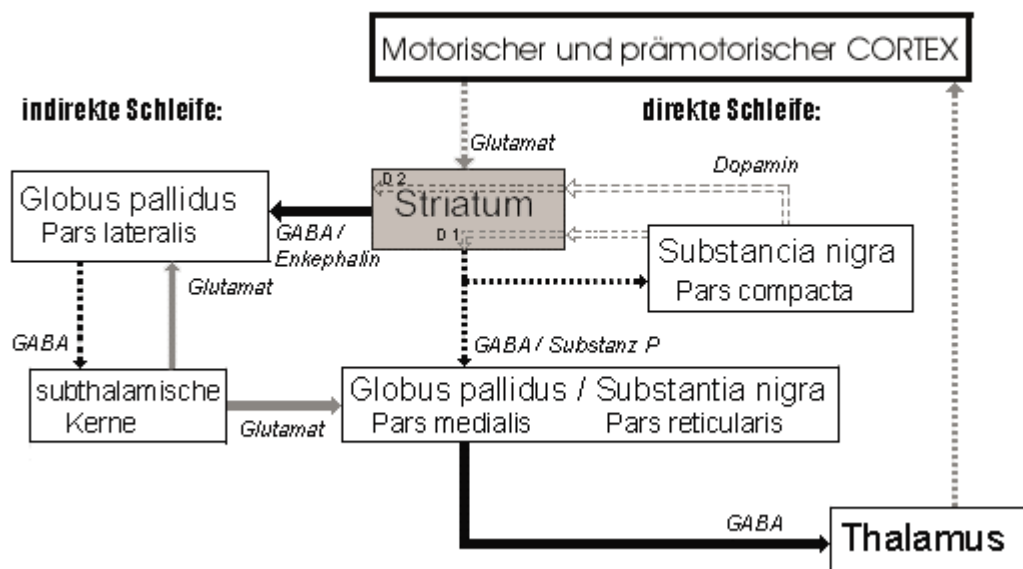 Motorischer und prämotorischer CORTEX
indirekte Schleife:
direkte Schleife:
Glutamat
Dopamin
D 2
Striatum
D 1
Globus pallidus
Pars lateralis
GABA /
Enkephalin
Substancia nigra
Pars compacta
Glutamat
GABA
GABA / Substanz P
subthalamische
Kerne
Glutamat
Globus pallidus / Substantia nigra
Pars medialis Pars reticularis
GABA
Thalamus